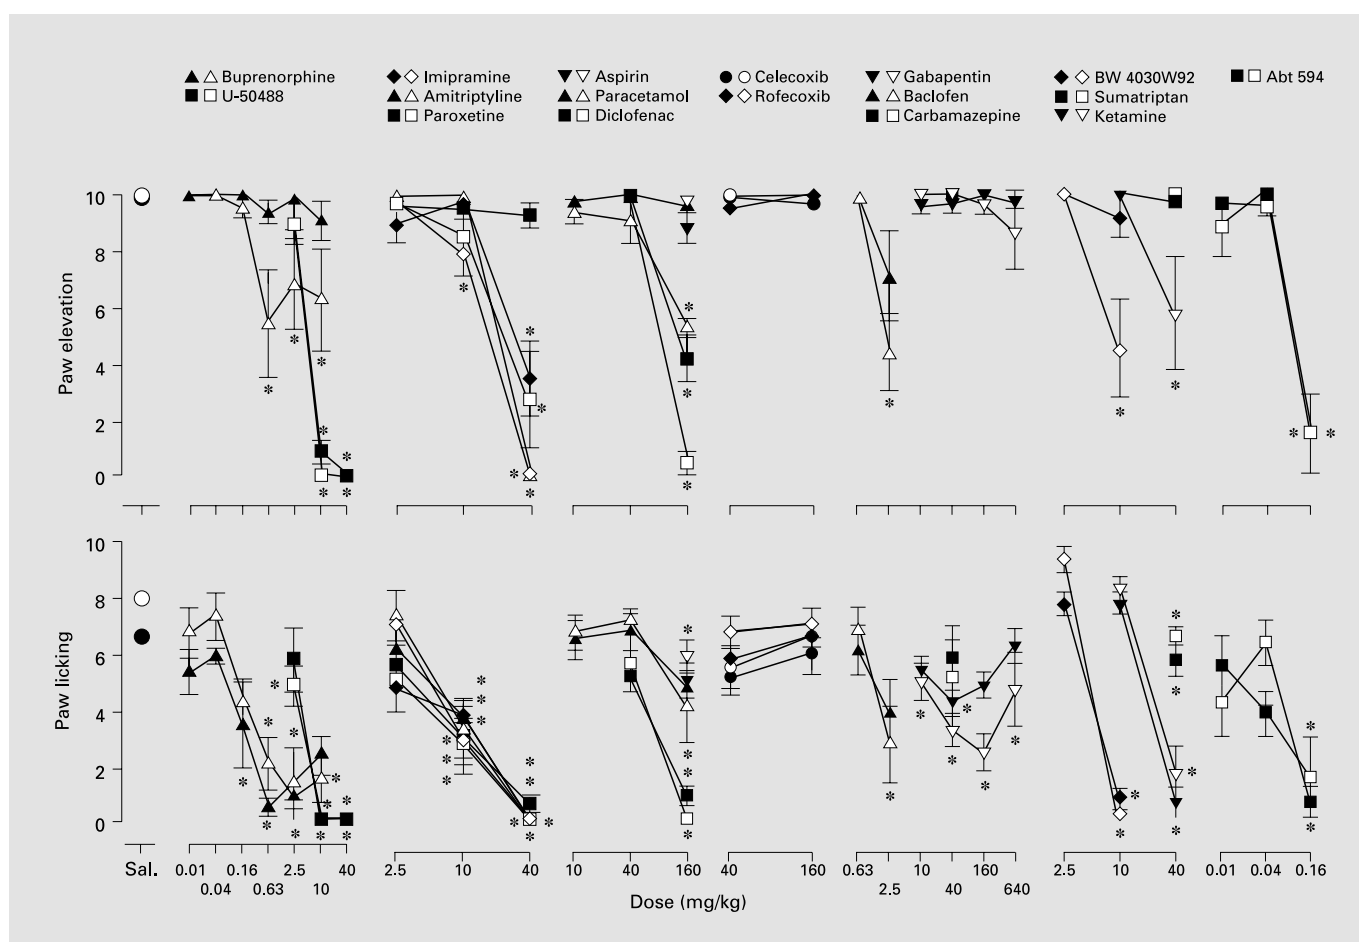 Buprenorphine Imipramine Aspirin Celecoxib Gabapentin BW 4030W92 Abt 594
U-50488 Amitriptyline Paracetamol Rofecoxib Baclofen Sumatriptan
Paroxetine Diclofenac Carbamazepine Ketamine
Paw elevation
10
8
6
4
2
0
Paw licking
10
8
6
4
2
0
Sal. 0.01 0.16 2.5 40 2.5 10 40 10 40 160 40 160 0.63 10 160 2.5 10 40 0.01 0.04 0.16
0.04 0.63 10 2.5 40 640
Dose (mg/kg)